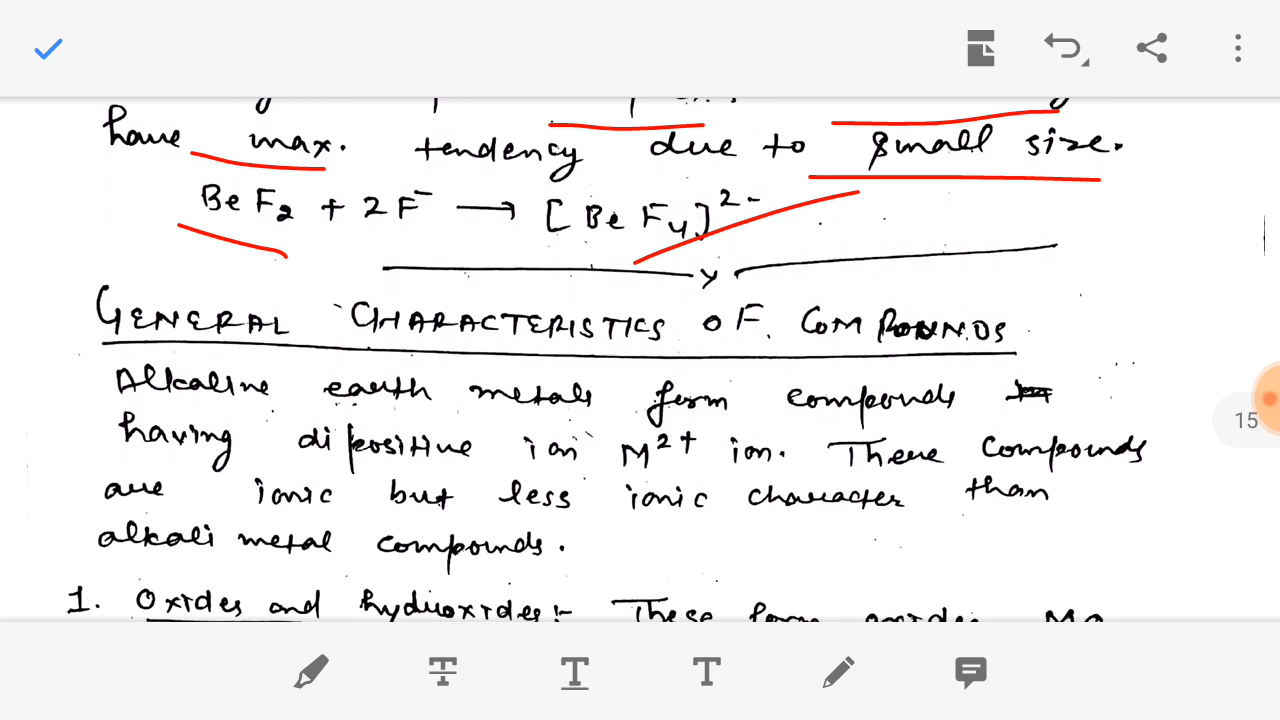 have max. tendency due to small size.
BeF₂ + 2F⁻ → [BeF₄]²⁻
GENERAL CHARACTERISTICS OF COMPOUNDS
Alkaline earth metals form compounds
having dipositive ion M²⁺ ion. These compounds
are ionic but less ionic character than
alkali metal compounds.
15
1. Oxides and hydroxides:- These form oxides MO
T T T